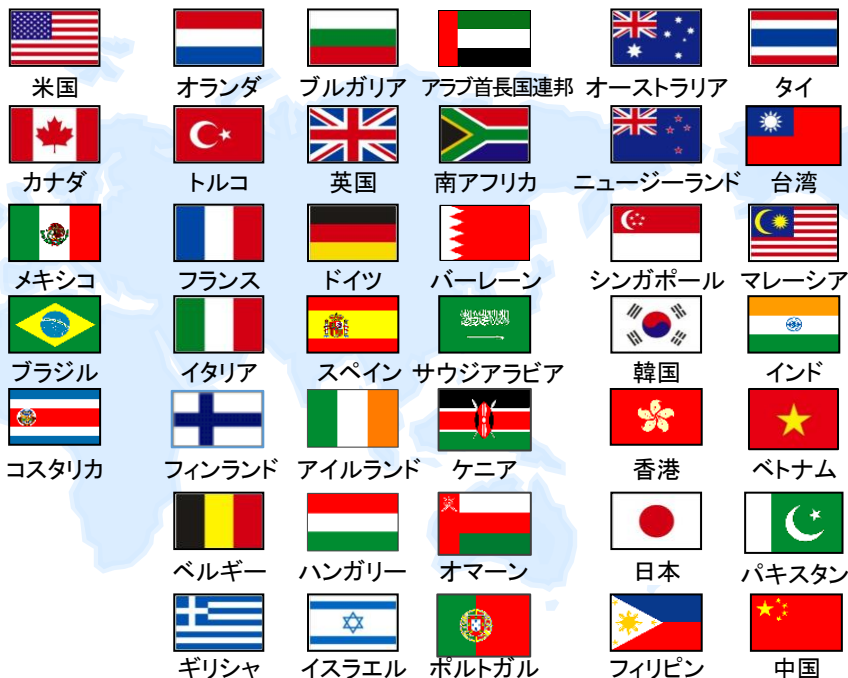 米国
オランダ
ブルガリア
アラブ首長国連邦
オーストラリア
タイ
カナダ
トルコ
英国
南アフリカ
ニュージーランド
台湾
メキシコ
フランス
ドイツ
バーレーン
シンガポール
マレーシア
ブラジル
イタリア
スペイン
サウジアラビア
韓国
インド
コスタリカ
フィンランド
アイルランド
ケニア
香港
ベトナム
ベルギー
ハンガリー
オマーン
日本
パキスタン
ギリシャ
イスラエル
ポルトガル
フィリピン
中国